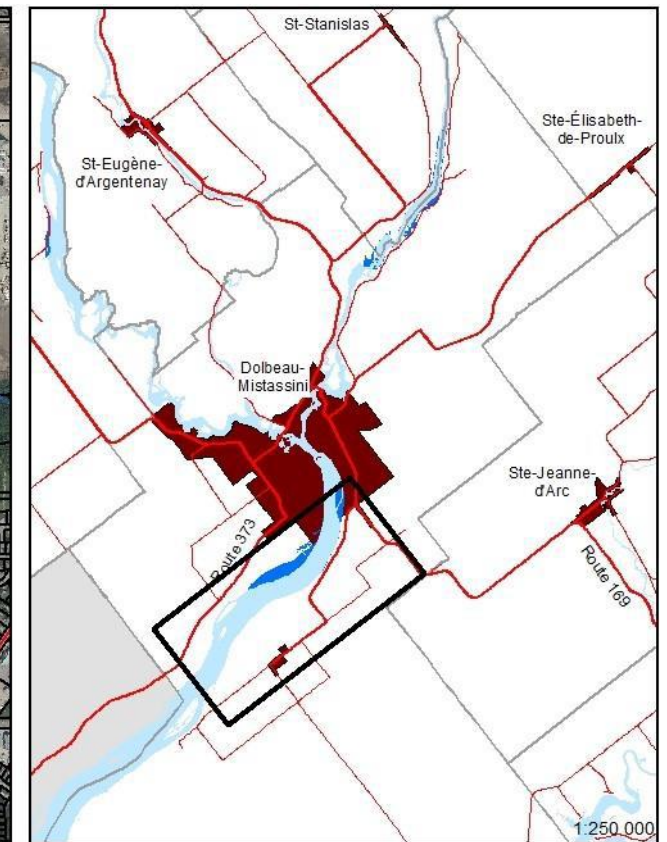 St-Stanislas
Ste-Élisabeth-
de-Proulx
St-Eugène-
d'Argentenay
Dolbeau-
Mistassini
Ste-Jeanne-
d'Arc
Route 373
Route 169
1:250 000